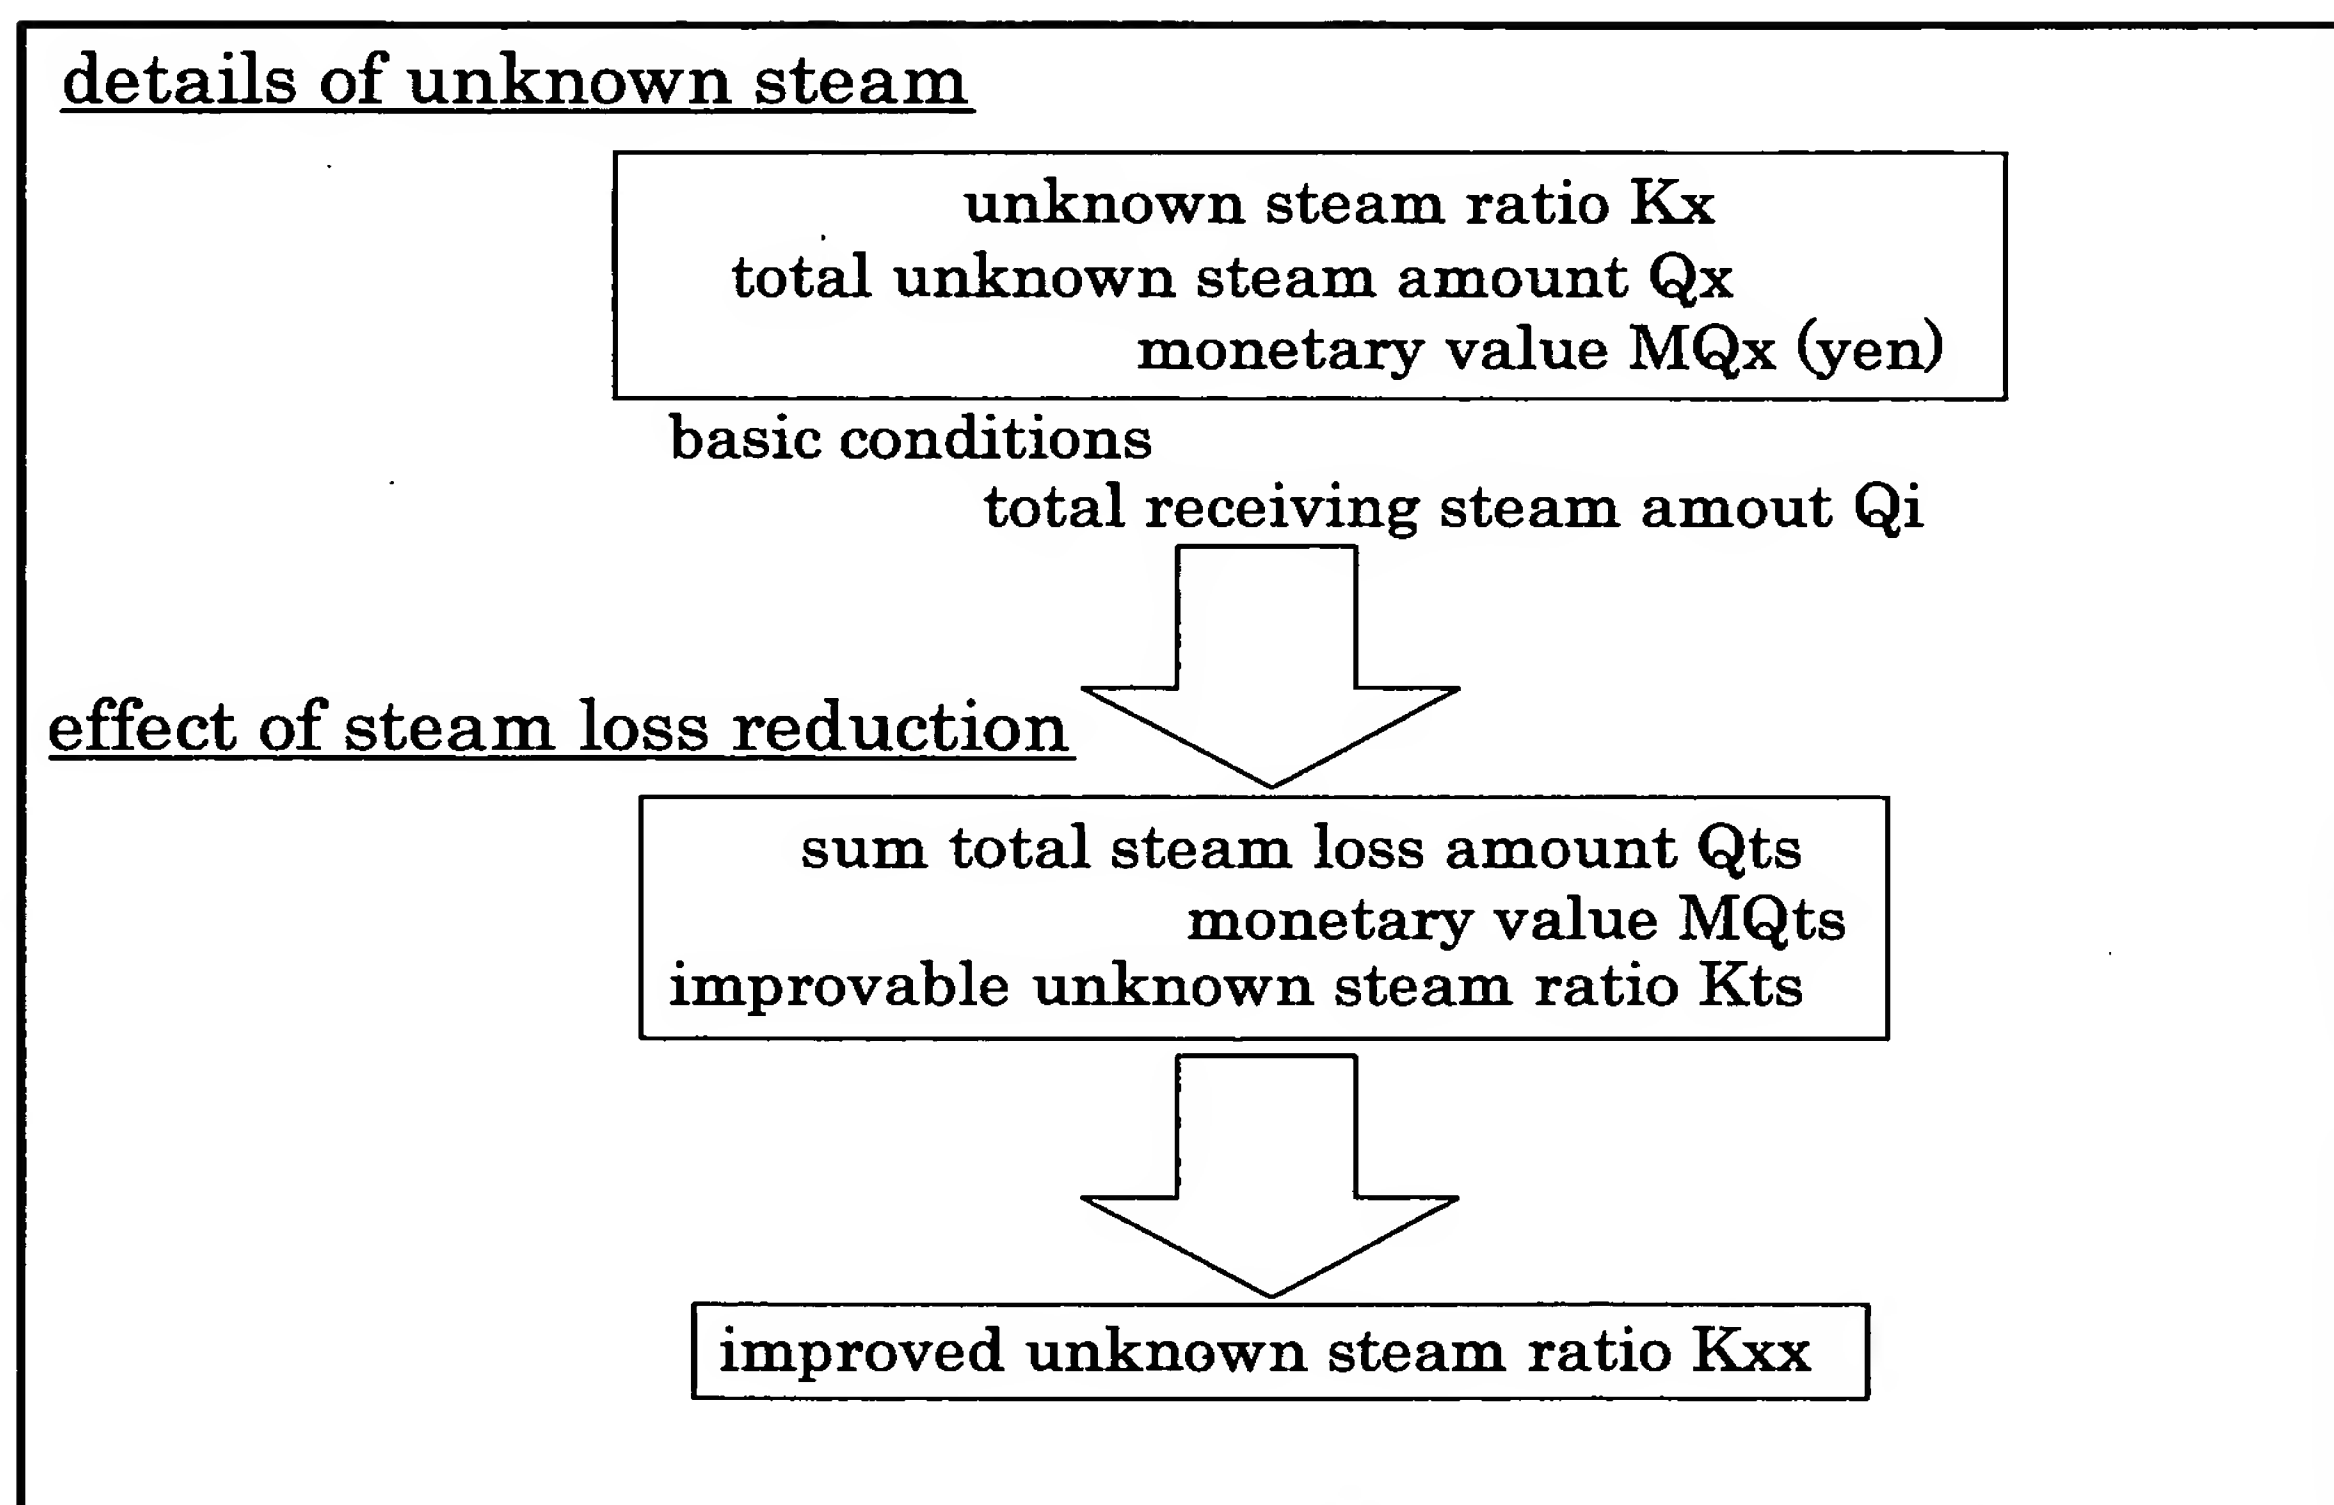 details of unknown steam
unknown steam ratio Kx
total unknown steam amount Qx
monetary value MQx (yen)
basic conditions
total receiving steam amout Qi
effect of steam loss reduction
sum total steam loss amount Qts
monetary value MQts
improvable unknown steam ratio Kts
improved unknown steam ratio Kxx